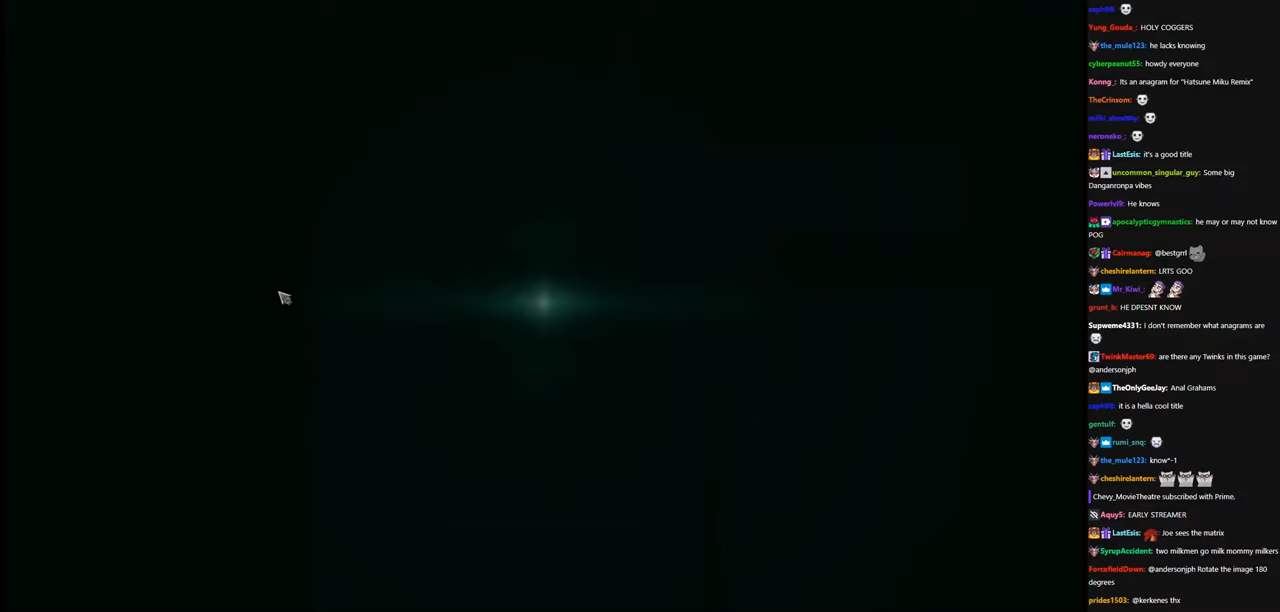 zaph98:
Yung_Gouda_: HOLY COGGERS
the_mule123: he lacks knowing
cyberpeanut55: howdy everyone
Konng_: Its an anagram for "Hatsune Miku Remix"
TheCrinsom:
neroneko_:
LastEsis: it's a good title
uncommon_singular_guy: Some big
Danganronpa vibes
Powerlvl9: He knows
apocalypticgymnastics: he may or may not know
POG
Cairmanag: @bestgrrl
cheshirelantern: LRTS GOO
Mr_Kiwi_:
grunt_b: HE DPESNT KNOW
Supweme4331: I don't remember what anagrams are
TwinkMaster69: are there any Twinks in this game?
@andersonjph
TheOnlyGeeJay: Anal Grahams
zaph98: it is a hella cool title
gentulf:
rumi_snq:
the_mule123: know^-1
cheshirelantern:
Chevy_MovieTheatre subscribed with Prime.
Aquy5: EARLY STREAMER
LastEsis: Joe sees the matrix
SyrupAccident: two milkmen go milk mommy milkers
ForcefieldDown: @andersonjph Rotate the image 180
degrees
prides1503: @kerkenes thx